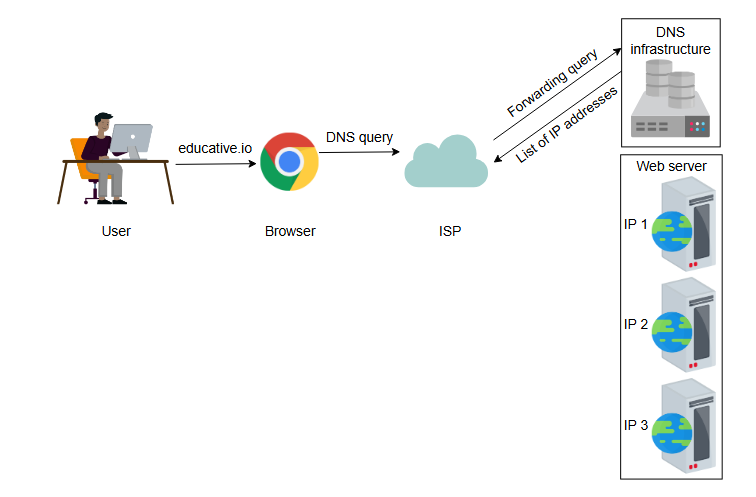 DNS
infrastructure
Forwarding query
List of IP addresses
educative.io
DNS query
User
Browser
ISP
Web server
IP 1
IP 2
IP 3